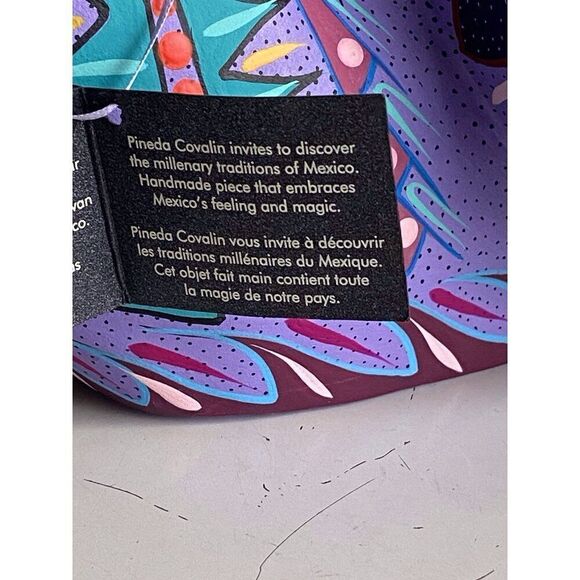 Pineda Covalin invites to discover
the millenary traditions of Mexico.
Handmade piece that embraces
Mexico's feeling and magic.
Pineda Covalin vous invite à découvrir
les traditions millénaires du Mexique.
Cet objet fait main contient toute
la magie de notre pays.